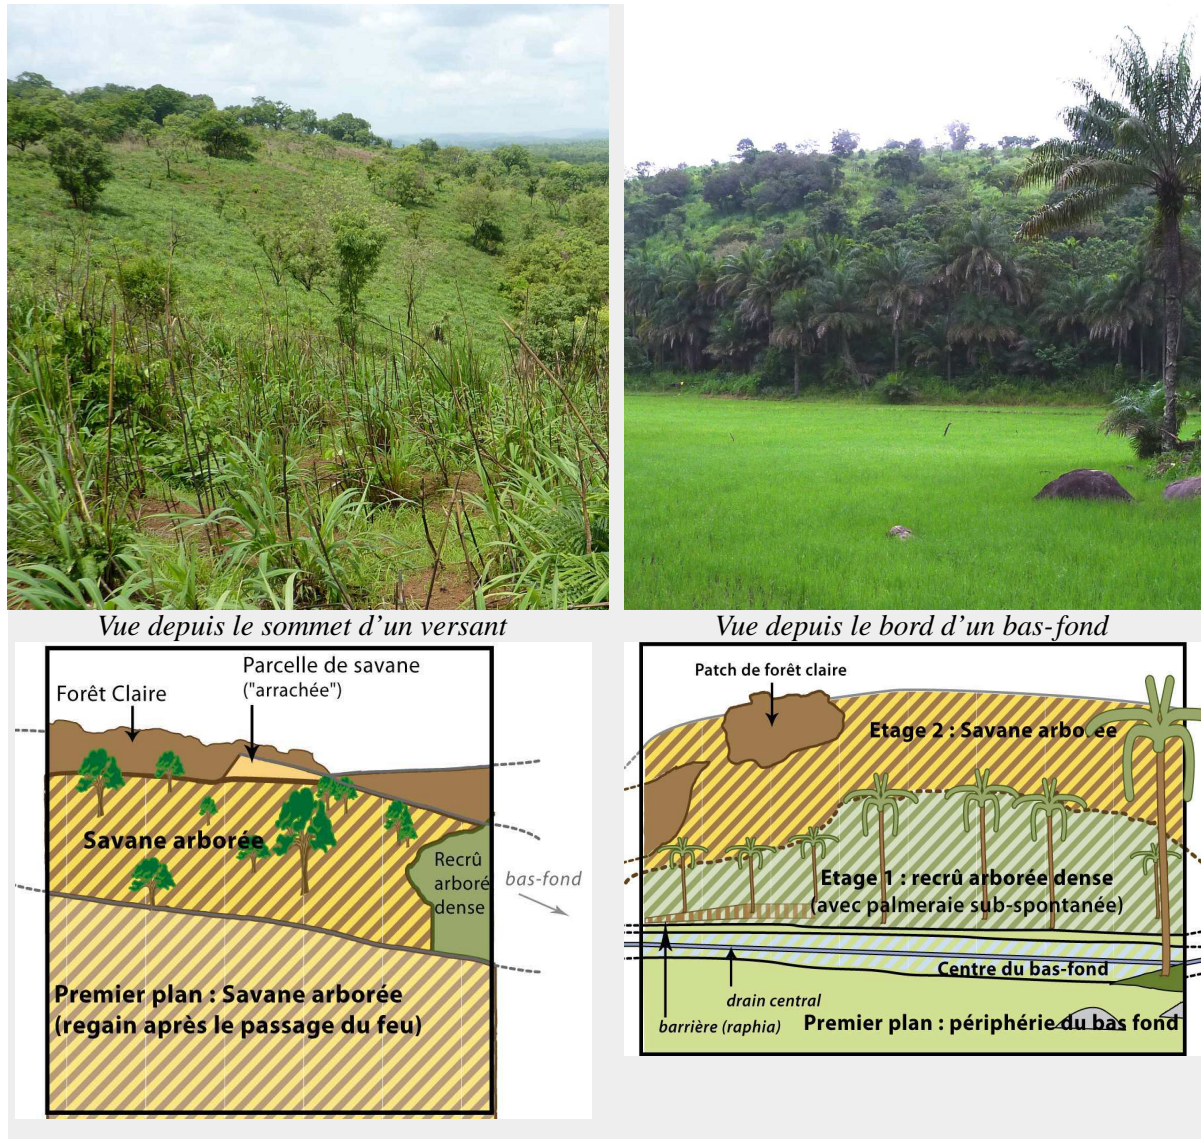 Vue depuis le sommet d’un versant
Vue depuis le bord d’un bas-fond
Parcelle de savane
("arrachée")
Forêt Claire
Savane arborée
Recrû
arboré
dense
bas-fond
Premier plan : Savane arborée
(regain après le passage du feu)
Patch de forêt claire
Etage 2 : Savane arborée
Etage 1 : recrû arborée dense
(avec palmeraie sub-spontanée)
Centre du bas-fond
drain central
barrière (raphia)
Premier plan : périphérie du bas fond